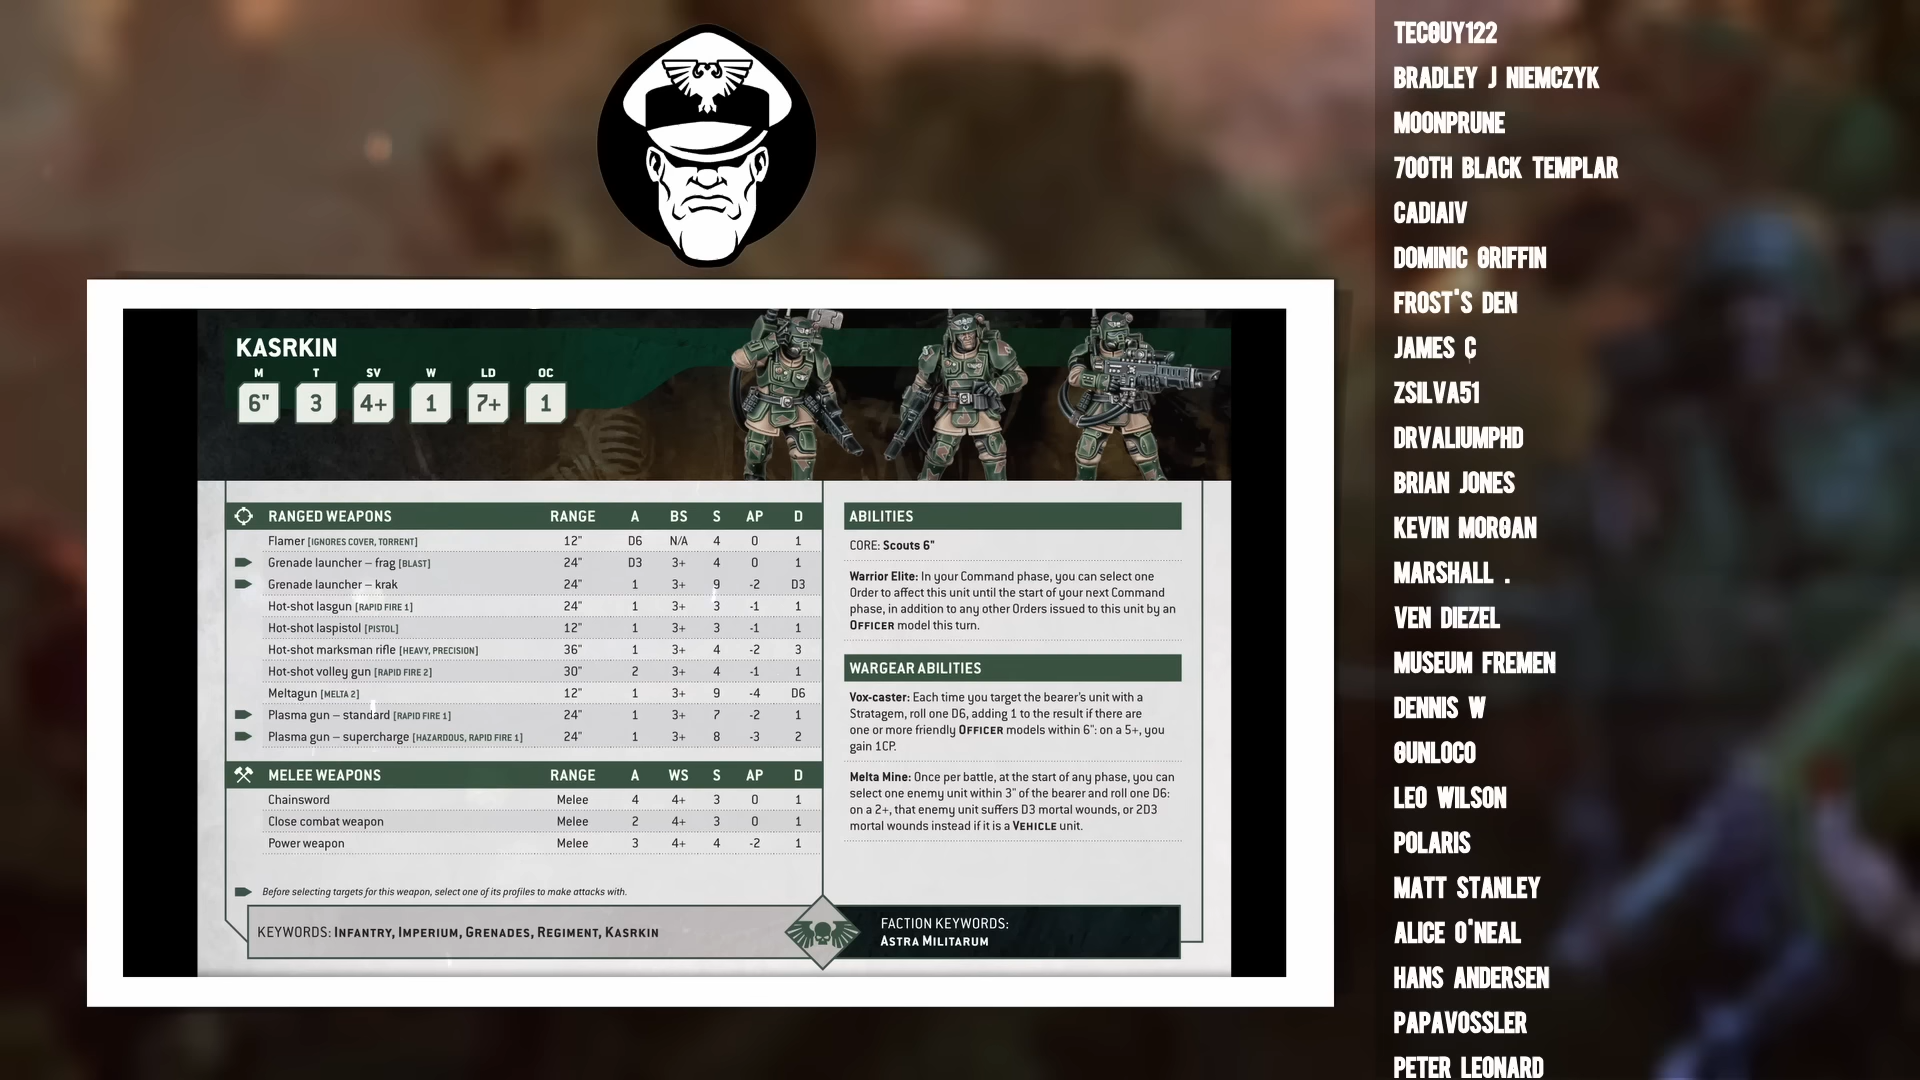 KASRKIN
M T SV W LD OC
6" 3 4+ 1 7+ 1
RANGED WEAPONS RANGE A BS S AP D
Flamer [IGNORES COVER, TORRENT] 12" D6 N/A 4 0 1
Grenade launcher – frag [BLAST] 24" D3 3+ 4 0 1
Grenade launcher – krak 24" 1 3+ 9 -2 D3
Hot-shot lasgun [RAPID FIRE 1] 24" 1 3+ 3 -1 1
Hot-shot laspistol [PISTOL] 12" 1 3+ 3 -1 1
Hot-shot marksman rifle [HEAVY, PRECISION] 36" 1 3+ 4 -2 3
Hot-shot volley gun [RAPID FIRE 2] 30" 2 3+ 4 -1 1
Meltagun [MELTA 2] 12" 1 3+ 9 -4 D6
Plasma gun – standard [RAPID FIRE 1] 24" 1 3+ 7 -2 1
Plasma gun – supercharge [HAZARDOUS, RAPID FIRE 1] 24" 1 3+ 8 -3 2
MELEE WEAPONS RANGE A WS S AP D
Chainsword Melee 4 4+ 3 0 1
Close combat weapon Melee 2 4+ 3 0 1
Power weapon Melee 3 4+ 4 -2 1
Before selecting targets for this weapon, select one of its profiles to make attacks with.
KEYWORDS: INFANTRY, IMPERIUM, GRENADES, REGIMENT, KASRKIN
ABILITIES
CORE: Scouts 6"
Warrior Elite: In your Command phase, you can select one
Order to affect this unit until the start of your next Command
phase, in addition to any other Orders issued to this unit by an
OFFICER model this turn.
WARGEAR ABILITIES
Vox-caster: Each time you target the bearer's unit with a
Stratagem, roll one D6, adding 1 to the result if there are
one or more friendly OFFICER models within 6": on a 5+, you
gain 1CP.
Melta Mine: Once per battle, at the start of any phase, you can
select one enemy unit within 3" of the bearer and roll one D6:
on a 2+, that enemy unit suffers D3 mortal wounds, or 2D3
mortal wounds instead if it is a VEHICLE unit.
FACTION KEYWORDS:
ASTRA MILITARUM
TECGUY122
BRADLEY J NIEMCZYK
MOONPRUNE
700TH BLACK TEMPLAR
CADIAIV
DOMINIC GRIFFIN
FROST'S DEN
JAMES C
ZSILVA51
DRVALIUMPHD
BRIAN JONES
KEVIN MORGAN
MARSHALL .
VEN DIEZEL
MUSEUM FREMEN
DENNIS W
GUNLOCO
LEO WILSON
POLARIS
MATT STANLEY
ALICE O'NEAL
HANS ANDERSEN
PAPAVOSSLER
PETER LEONARD